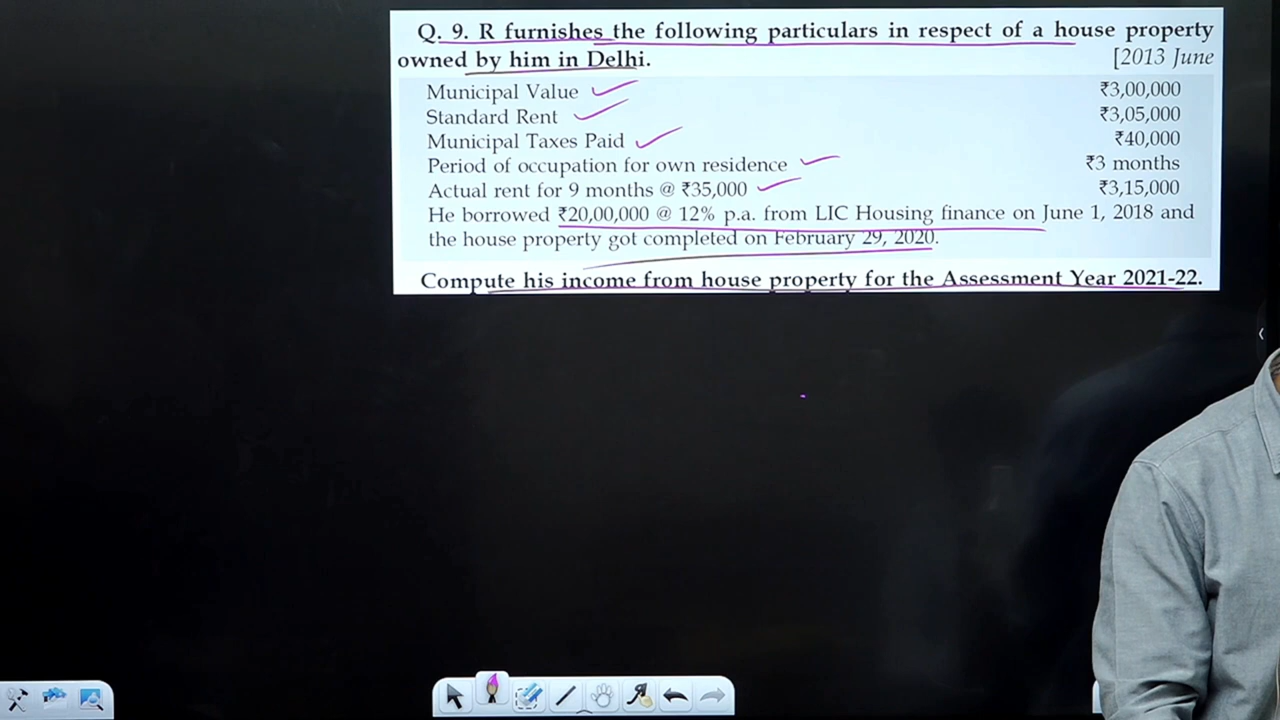 Q. 9. R furnishes the following particulars in respect of a house property
owned by him in Delhi. [2013 June
Municipal Value ₹3,00,000
Standard Rent ₹3,05,000
Municipal Taxes Paid ₹40,000
Period of occupation for own residence ₹3 months
Actual rent for 9 months @ ₹35,000 ₹3,15,000
He borrowed ₹20,00,000 @ 12% p.a. from LIC Housing finance on June 1, 2018 and
the house property got completed on February 29, 2020.
Compute his income from house property for the Assessment Year 2021-22.